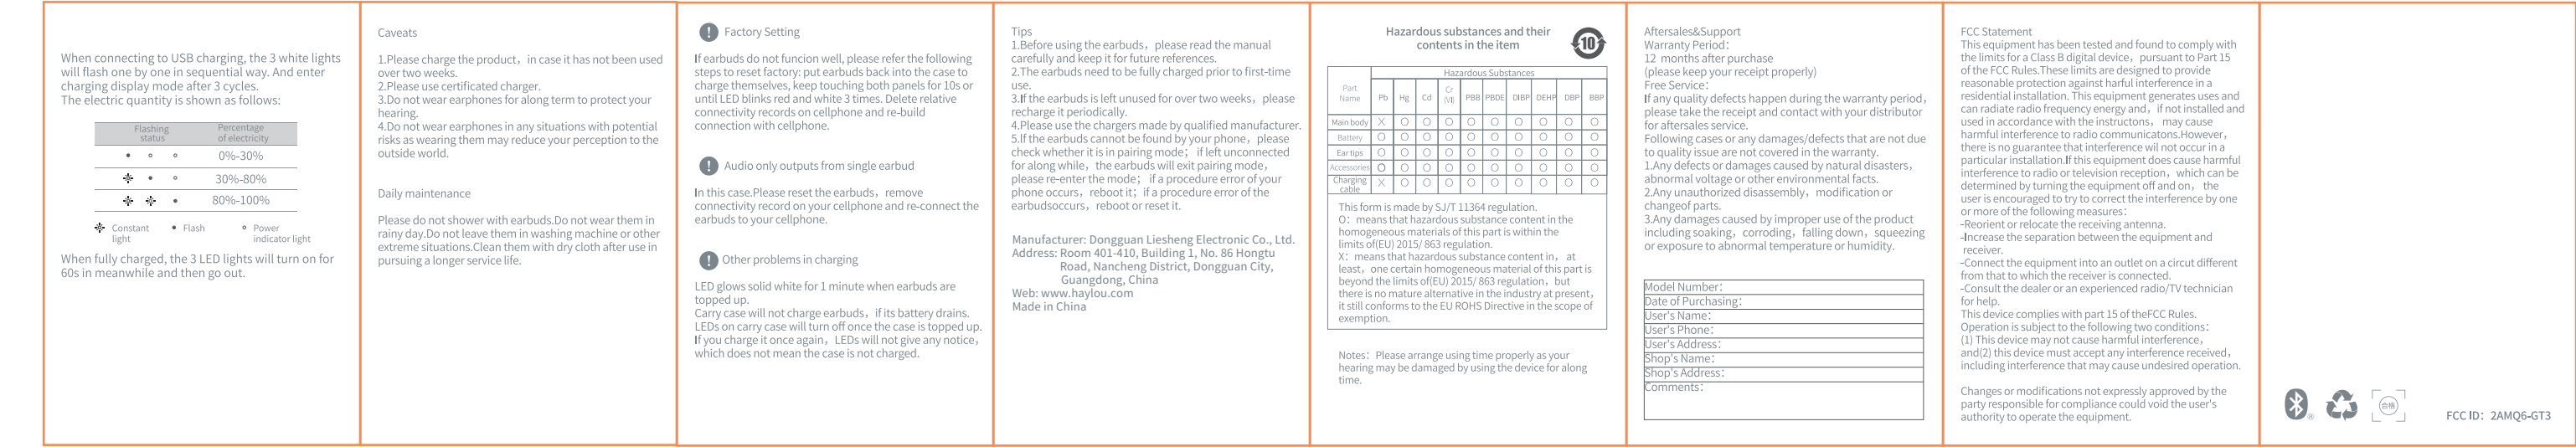 When connecting to USB charging, the 3 white lights
will flash one by one in sequential way. And enter
charging display mode after 3 cycles.
The electric quantity is shown as follows:
Flashing status
Percentage of electricity
0%-30%
30%-80%
80%-100%
Constant light
Flash
Power indicator light
When fully charged, the 3 LED lights will turn on for
60s in meanwhile and then go out.
Caveats
1.Please charge the product，in case it has not been used
over two weeks.
2.Please use certificated charger.
3.Do not wear earphones for along term to protect your
hearing.
4.Do not wear earphones in any situations with potential
risks as wearing them may reduce your perception to the
outside world.
Daily maintenance
Please do not shower with earbuds.Do not wear them in
rainy day.Do not leave them in washing machine or other
extreme situations.Clean them with dry cloth after use in
pursuing a longer service life.
! Factory Setting
If earbuds do not funcion well, please refer the following
steps to reset factory: put earbuds back into the case to
charge themselves, keep touching both panels for 10s or
until LED blinks red and white 3 times. Delete relative
connectivity records on cellphone and re-build
connection with cellphone.
! Audio only outputs from single earbud
In this case.Please reset the earbuds，remove
connectivity record on your cellphone and re-connect the
earbuds to your cellphone.
! Other problems in charging
LED glows solid white for 1 minute when earbuds are
topped up.
Carry case will not charge earbuds，if its battery drains.
LEDs on carry case will turn off once the case is topped up.
If you charge it once again，LEDs will not give any notice，
which does not mean the case is not charged.
Tips
1.Before using the earbuds，please read the manual
carefully and keep it for future references.
2.The earbuds need to be fully charged prior to first-time
use.
3.If the earbuds is left unused for over two weeks，please
recharge it periodically.
4.Please use the chargers made by qualified manufacturer.
5.If the earbuds cannot be found by your phone，please
check whether it is in pairing mode；if left unconnected
for along while，the earbuds will exit pairing mode，
please re-enter the mode；if a procedure error of your
phone occurs，reboot it；if a procedure error of the
earbudsoccurs，reboot or reset it.
Manufacturer: Dongguan Liesheng Electronic Co., Ltd.
Address: Room 401-410, Building 1, No. 86 Hongtu
Road, Nancheng District, Dongguan City,
Guangdong, China
Web: www.haylou.com
Made in China
Hazardous substances and their
contents in the item
10
Part Name
Hazardous Substances
Pb Hg Cd Cr (VI) PBB PBDE DIBP DEHP DBP BBP
Main body X O O O O O O O O O
Battery O O O O O O O O O O
Ear tips O O O O O O O O O O
Accessories O O O O O O O O O O
Charging cable X O O O O O O O O O
This form is made by SJ/T 11364 regulation.
O：means that hazardous substance content in the
homogeneous materials of this part is within the
limits of(EU) 2015/ 863 regulation.
X：means that hazardous substance content in，at
least，one certain homogeneous material of this part is
beyond the limits of(EU) 2015/ 863 regulation，but
there is no mature alternative in the industry at present，
it still conforms to the EU ROHS Directive in the scope of
exemption.
Notes：Please arrange using time properly as your
hearing may be damaged by using the device for along
time.
Aftersales&Support
Warranty Period：
12 months after purchase
(please keep your receipt properly)
Free Service：
If any quality defects happen during the warranty period，
please take the receipt and contact with your distributor
for aftersales service.
Following cases or any damages/defects that are not due
to quality issue are not covered in the warranty.
1.Any defects or damages caused by natural disasters，
abnormal voltage or other environmental facts.
2.Any unauthorized disassembly，modification or
changeof parts.
3.Any damages caused by improper use of the product
including soaking，corroding，falling down，squeezing
or exposure to abnormal temperature or humidity.
Model Number：
Date of Purchasing：
User's Name：
User's Phone：
User's Address：
Shop's Name：
Shop's Address：
Comments：
FCC Statement
This equipment has been tested and found to comply with
the limits for a Class B digital device，pursuant to Part 15
of the FCC Rules.These limits are designed to provide
reasonable protection against harful interference in a
residential installation. This equipment generates uses and
can radiate radio frequency energy and，if not installed and
used in accordance with the instructons，may cause
harmful interference to radio communicatons.However，
there is no guarantee that interference wil not occur in a
particular installation.If this equipment does cause harmful
interference to radio or television reception，which can be
determined by turning the equipment off and on，the
user is encouraged to try to correct the interference by one
or more of the following measures：
-Reorient or relocate the receiving antenna.
-Increase the separation between the equipment and
receiver.
-Connect the equipment into an outlet on a circut different
from that to which the receiver is connected.
-Consult the dealer or an experienced radio/TV technician
for help.
This device complies with part 15 of theFCC Rules.
Operation is subject to the following two conditions：
(1) This device may not cause harmful interference，
and(2) this device must accept any interference received，
including interference that may cause undesired operation.
Changes or modifications not expressly approved by the
party responsible for compliance could void the user's
authority to operate the equipment.
合格
FCC ID：2AMQ6-GT3